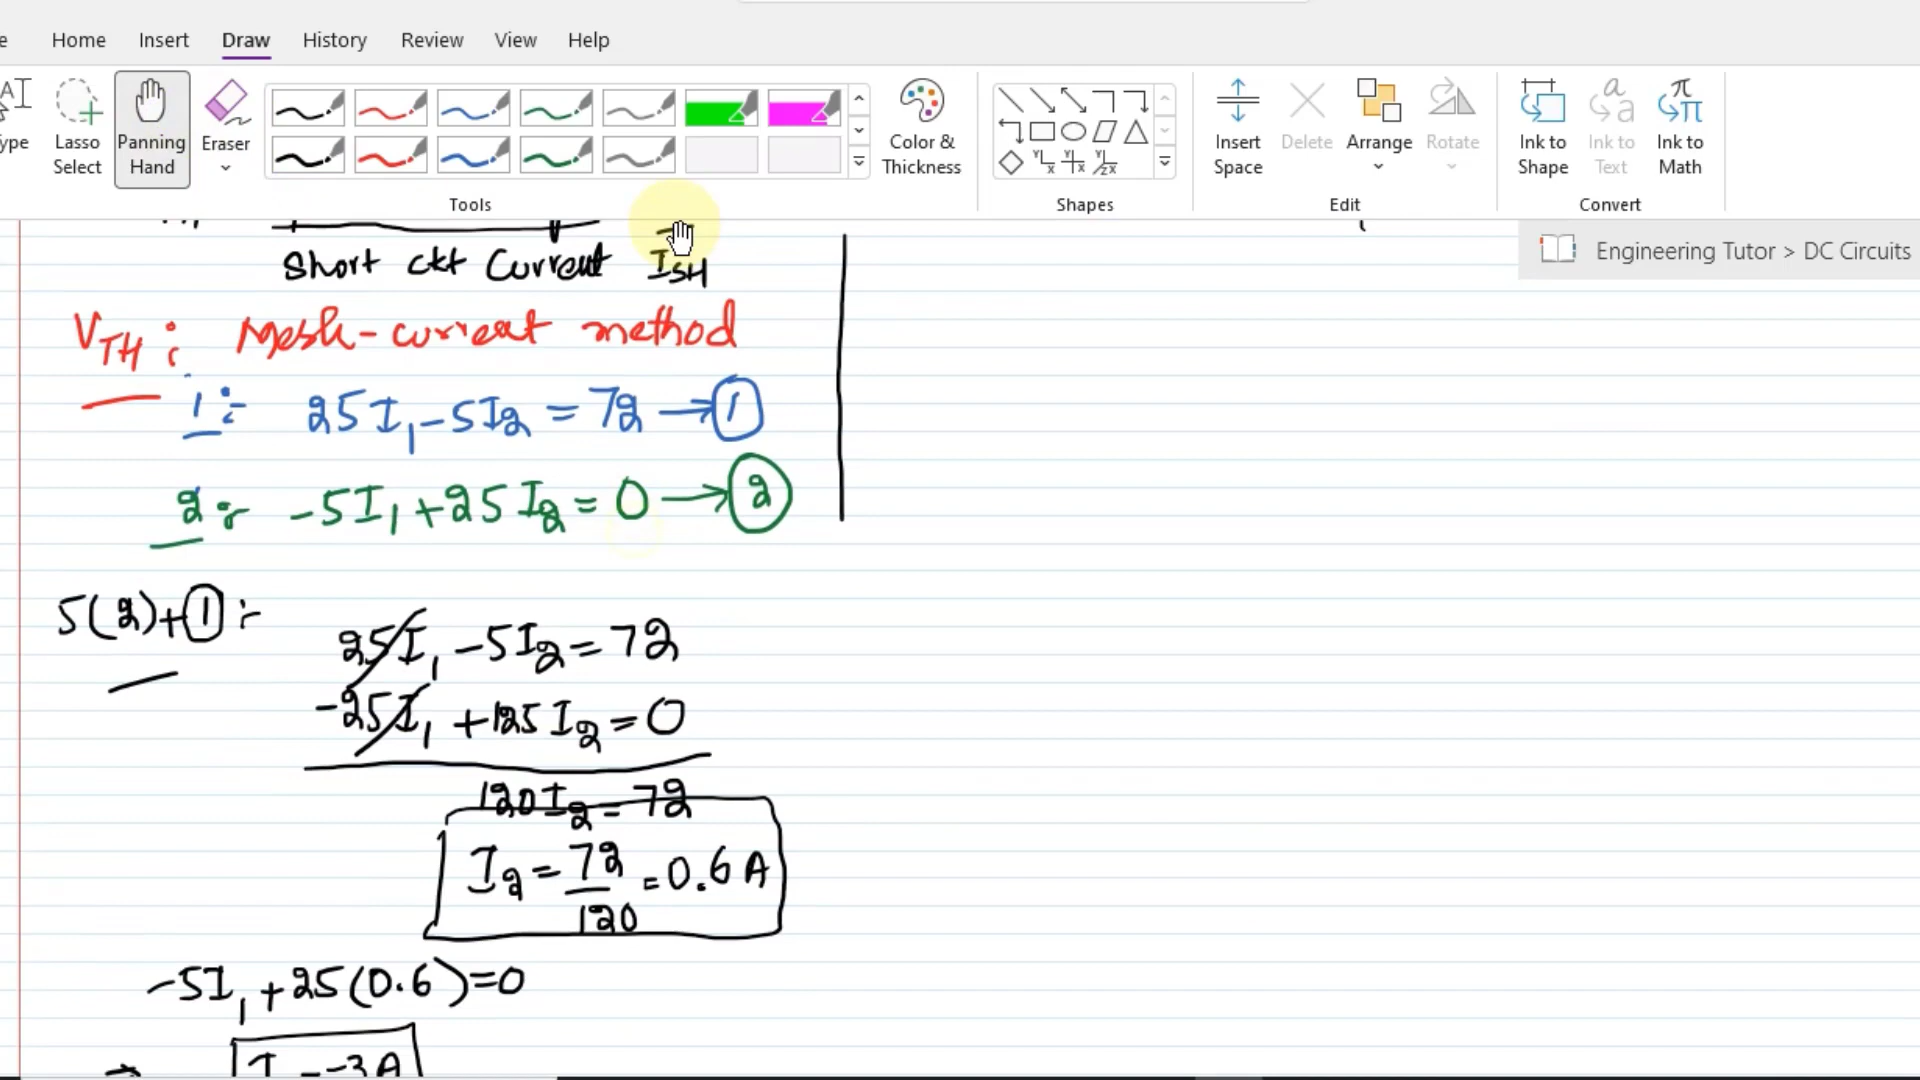 Home Insert Draw History Review View Help
Type
Lasso Select
Panning Hand
Eraser
Color & Thickness
Insert Space
Delete
Arrange
Rotate
Ink to Shape
Ink to Text
Ink to Math
Tools Shapes Edit Convert
Engineering Tutor > DC Circuits
Short ckt Current I_SH
V_TH : Mesh-current method
1 : 25I₁ - 5I₂ = 72 → ①
2 : -5I₁ + 25I₂ = 0 → ②
5(2)+① :-
25I₁ - 5I₂ = 72
-25I₁ + 125I₂ = 0
120I₂ = 72
I₂ = 72/120 = 0.6 A
-5I₁ + 25(0.6) = 0